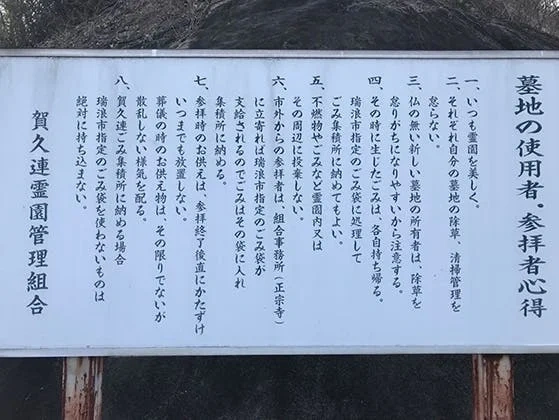 墓地の使用者・参拝者心得
一、いつも霊園を美しく。
二、それぞれ自分の墓地の除草、清掃管理を
怠らない。
三、仏の無い新しい墓地の所有者は、除草を
怠りがちになりやすいから注意する。
四、その時に生じたごみは、各自持ち帰る。
瑞浪市指定のごみ袋に処理して
ごみ集積所に納めてもよい。
五、不燃物やごみなど霊園内又は
その周辺に投棄しない。
六、市外からの参拝者は、組合事務所（正宗寺）
に立寄れば瑞浪市指定のごみ袋が
支給されるのでごみはその袋に入れ
集積所に納める。
七、参拝時のお供えは、参拝終了後直にかたずけ
いつまでも放置しない。
葬儀の時のお供え物は、その限りでないが
散乱しない様気を配る。
八、賀久連ごみ集積所に納める場合
瑞浪市指定のごみ袋を使わないものは
絶対に持ち込まない。
賀久連霊園管理組合